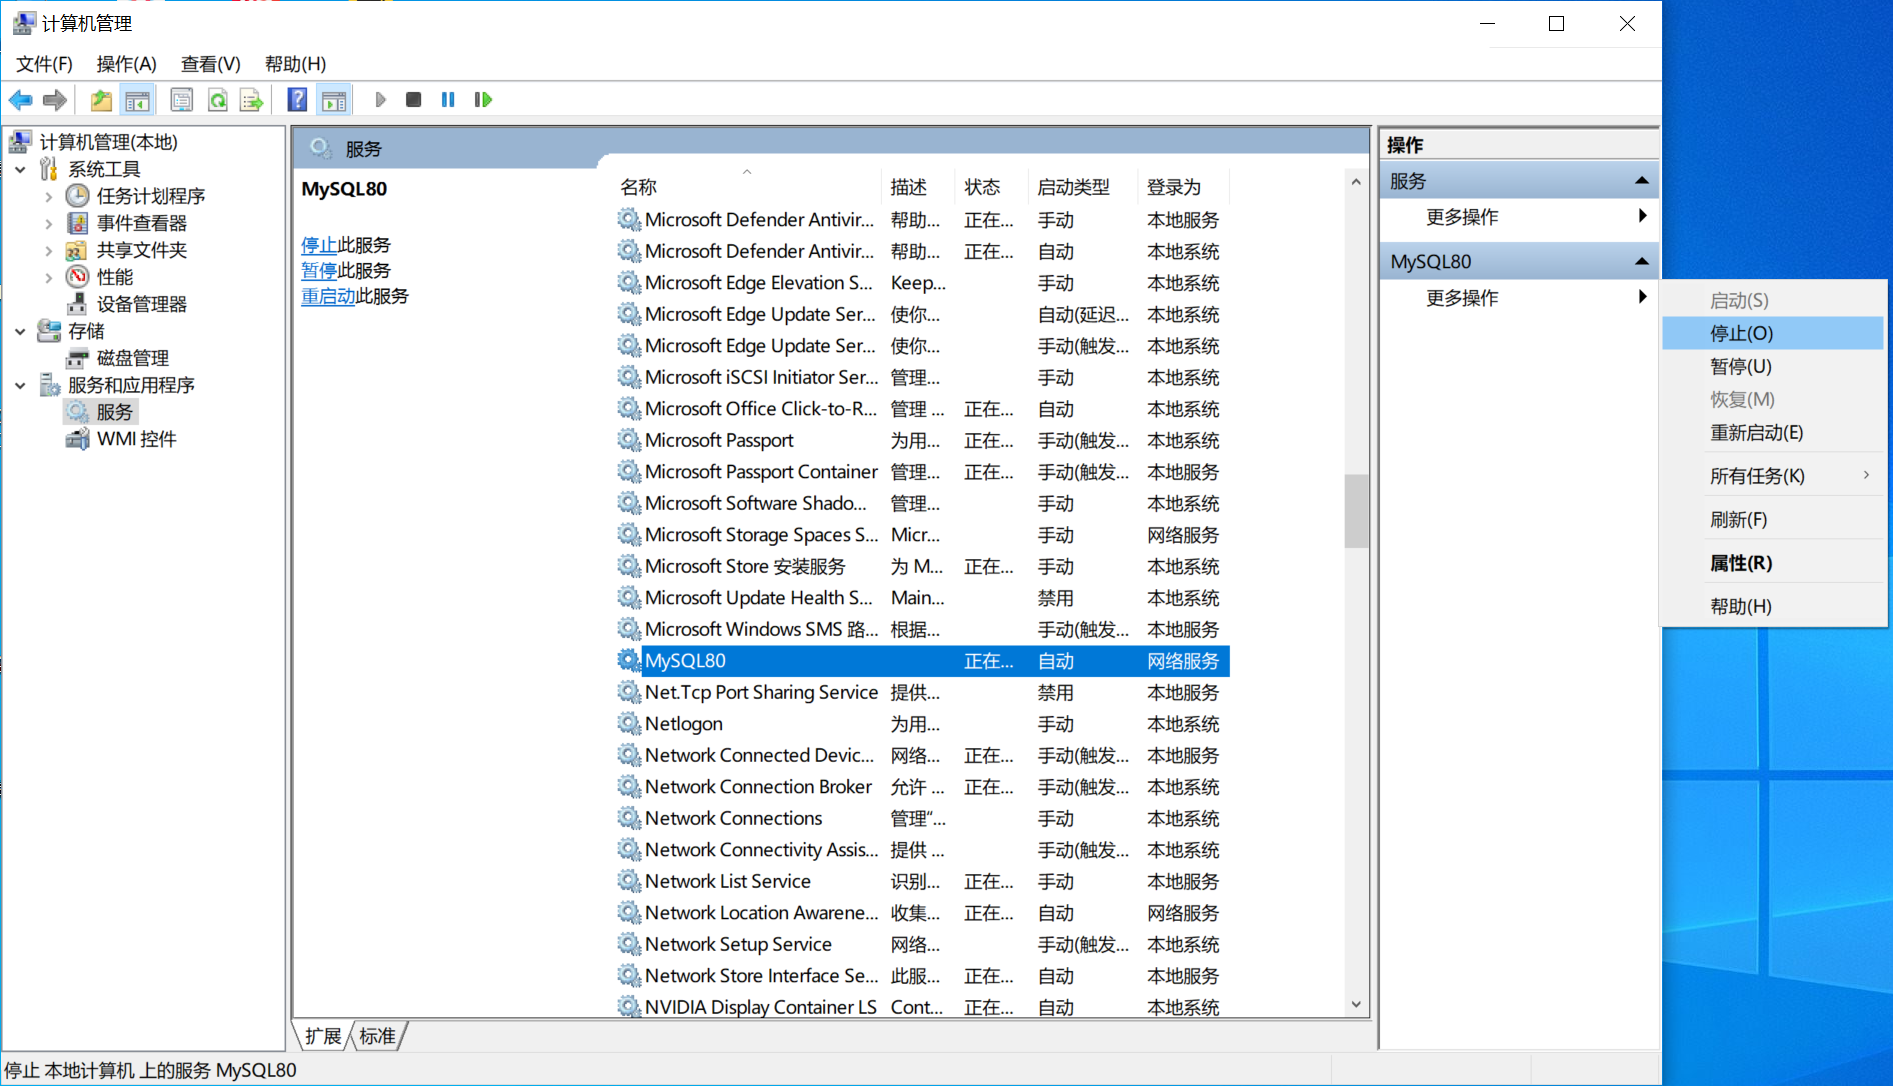 计算机管理
文件(F) 操作(A) 查看(V) 帮助(H)
计算机管理(本地)
系统工具
任务计划程序
事件查看器
共享文件夹
性能
设备管理器
存储
磁盘管理
服务和应用程序
服务
WMI 控件
服务
MySQL80
停止此服务
暂停此服务
重启动此服务
名称 描述 状态 启动类型 登录为
Microsoft Defender Antivir... 帮助... 正在... 手动 本地服务
Microsoft Defender Antivir... 帮助... 正在... 自动 本地系统
Microsoft Edge Elevation S... Keep... 手动 本地系统
Microsoft Edge Update Ser... 使你... 自动(延迟... 本地系统
Microsoft Edge Update Ser... 使你... 手动(触发... 本地系统
Microsoft iSCSI Initiator Ser... 管理... 手动 本地系统
Microsoft Office Click-to-R... 管理 ... 正在... 自动 本地系统
Microsoft Passport 为用... 正在... 手动(触发... 本地系统
Microsoft Passport Container 管理... 正在... 手动(触发... 本地服务
Microsoft Software Shado... 管理... 手动 本地系统
Microsoft Storage Spaces S... Micr... 手动 网络服务
Microsoft Store 安装服务 为 M... 正在... 手动 本地系统
Microsoft Update Health S... Main... 禁用 本地系统
Microsoft Windows SMS 路... 根据... 手动(触发... 本地服务
MySQL80 正在... 自动 网络服务
Net.Tcp Port Sharing Service 提供... 禁用 本地服务
Netlogon 为用... 手动 本地系统
Network Connected Devic... 网络... 正在... 手动(触发... 本地服务
Network Connection Broker 允许 ... 正在... 手动(触发... 本地系统
Network Connections 管理“... 手动 本地系统
Network Connectivity Assis... 提供 ... 手动(触发... 本地系统
Network List Service 识别... 正在... 手动 本地服务
Network Location Awarene... 收集... 正在... 自动 网络服务
Network Setup Service 网络... 手动(触发... 本地系统
Network Store Interface Se... 此服... 正在... 自动 本地服务
NVIDIA Display Container LS Cont... 正在... 自动 本地系统
扩展 标准
操作
服务
更多操作
MySQL80
更多操作
启动(S)
停止(O)
暂停(U)
恢复(M)
重新启动(E)
所有任务(K)
刷新(F)
属性(R)
帮助(H)
停止 本地计算机 上的服务 MySQL80